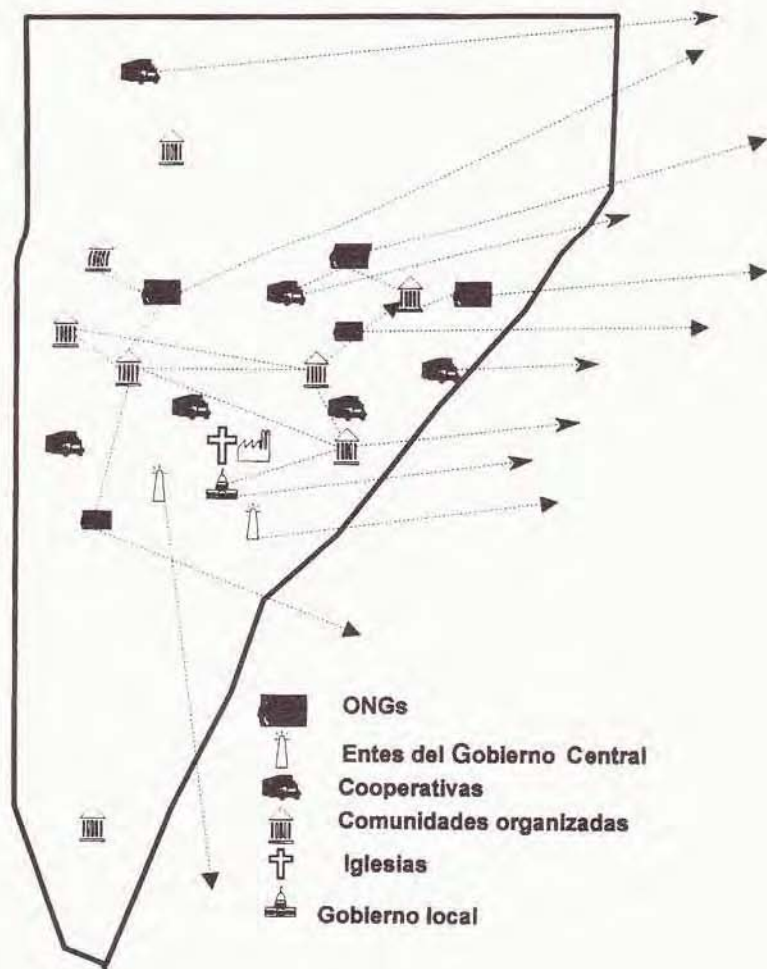 ONGs
Entes del Gobierno Central
Cooperativas
Comunidades organizadas
Iglesias
Gobierno local